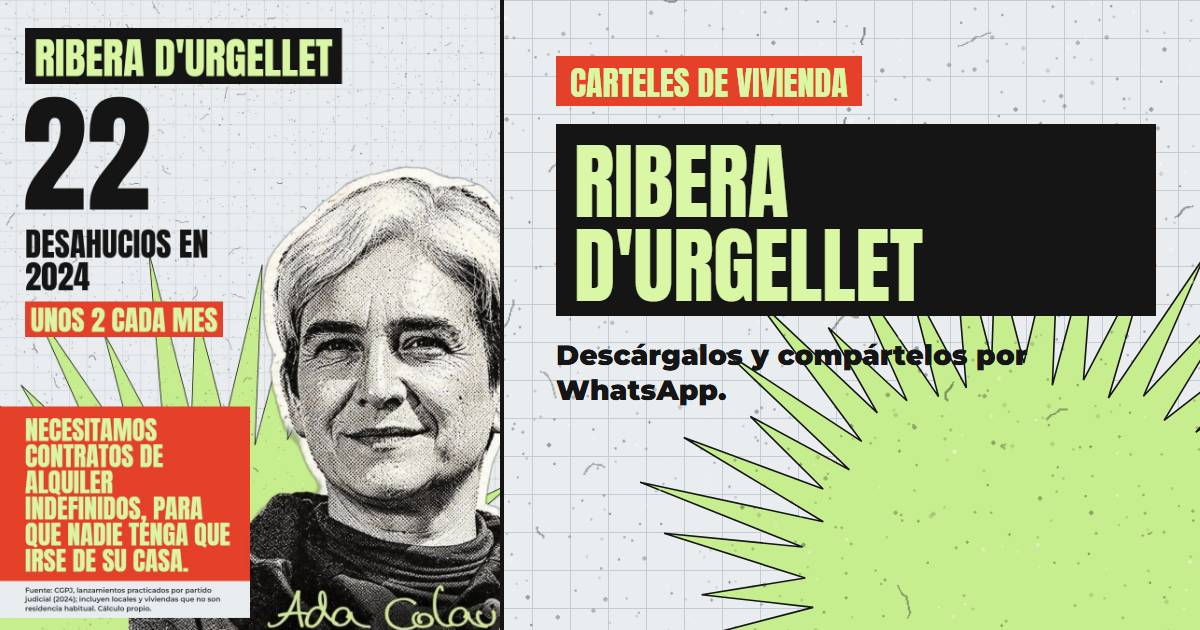 RIBERA D'URGELLET
22
DESAHUCIOS EN
2024
UNOS 2 CADA MES
NECESITAMOS
CONTRATOS DE
ALQUILER
INDEFINIDOS, PARA
QUE NADIE TENGA QUE
IRSE DE SU CASA.
Fuente: CGPJ, lanzamientos practicados por partido
judicial (2024); incluyen locales y viviendas que no son
residencia habitual. Cálculo propio.
Ada Colau
CARTELES DE VIVIENDA
RIBERA
D'URGELLET
Descárgalos y compártelos por
WhatsApp.